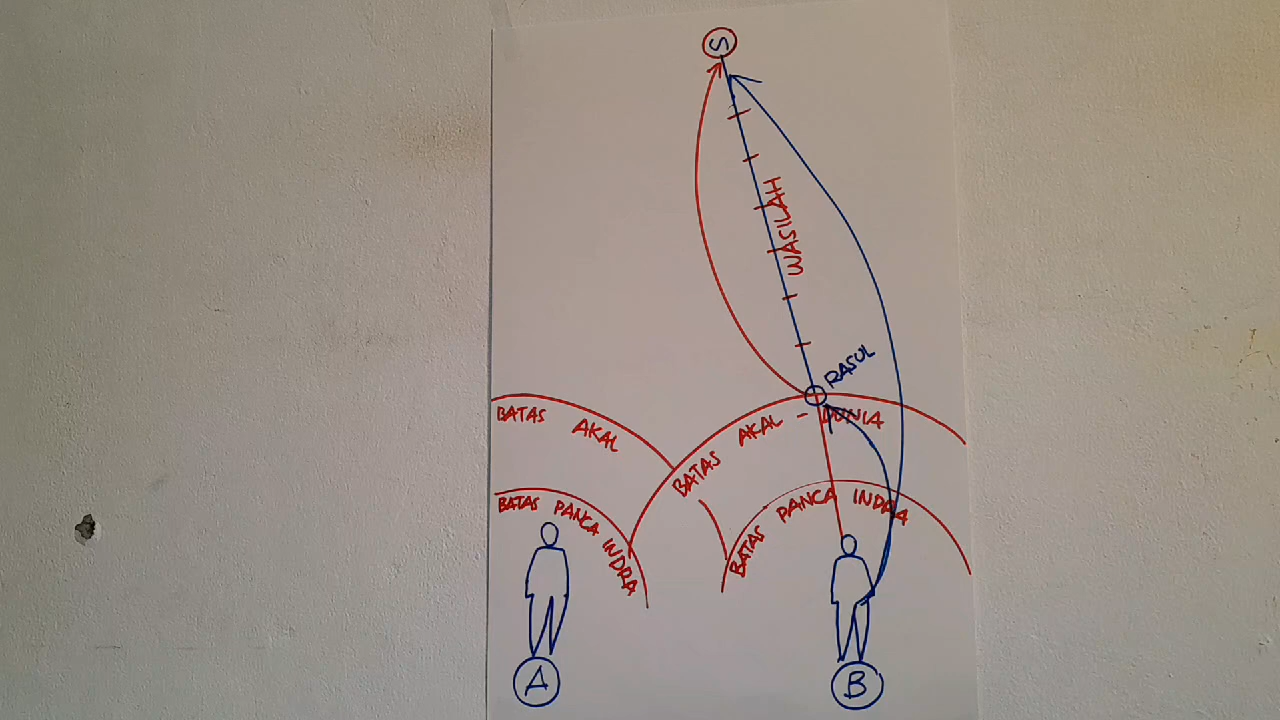 S
WASILAH
RASUL
BATAS AKAL
BATAS AKAL - DUNIA
BATAS PANCA INDRA
BATAS PANCA INDRA
A
B